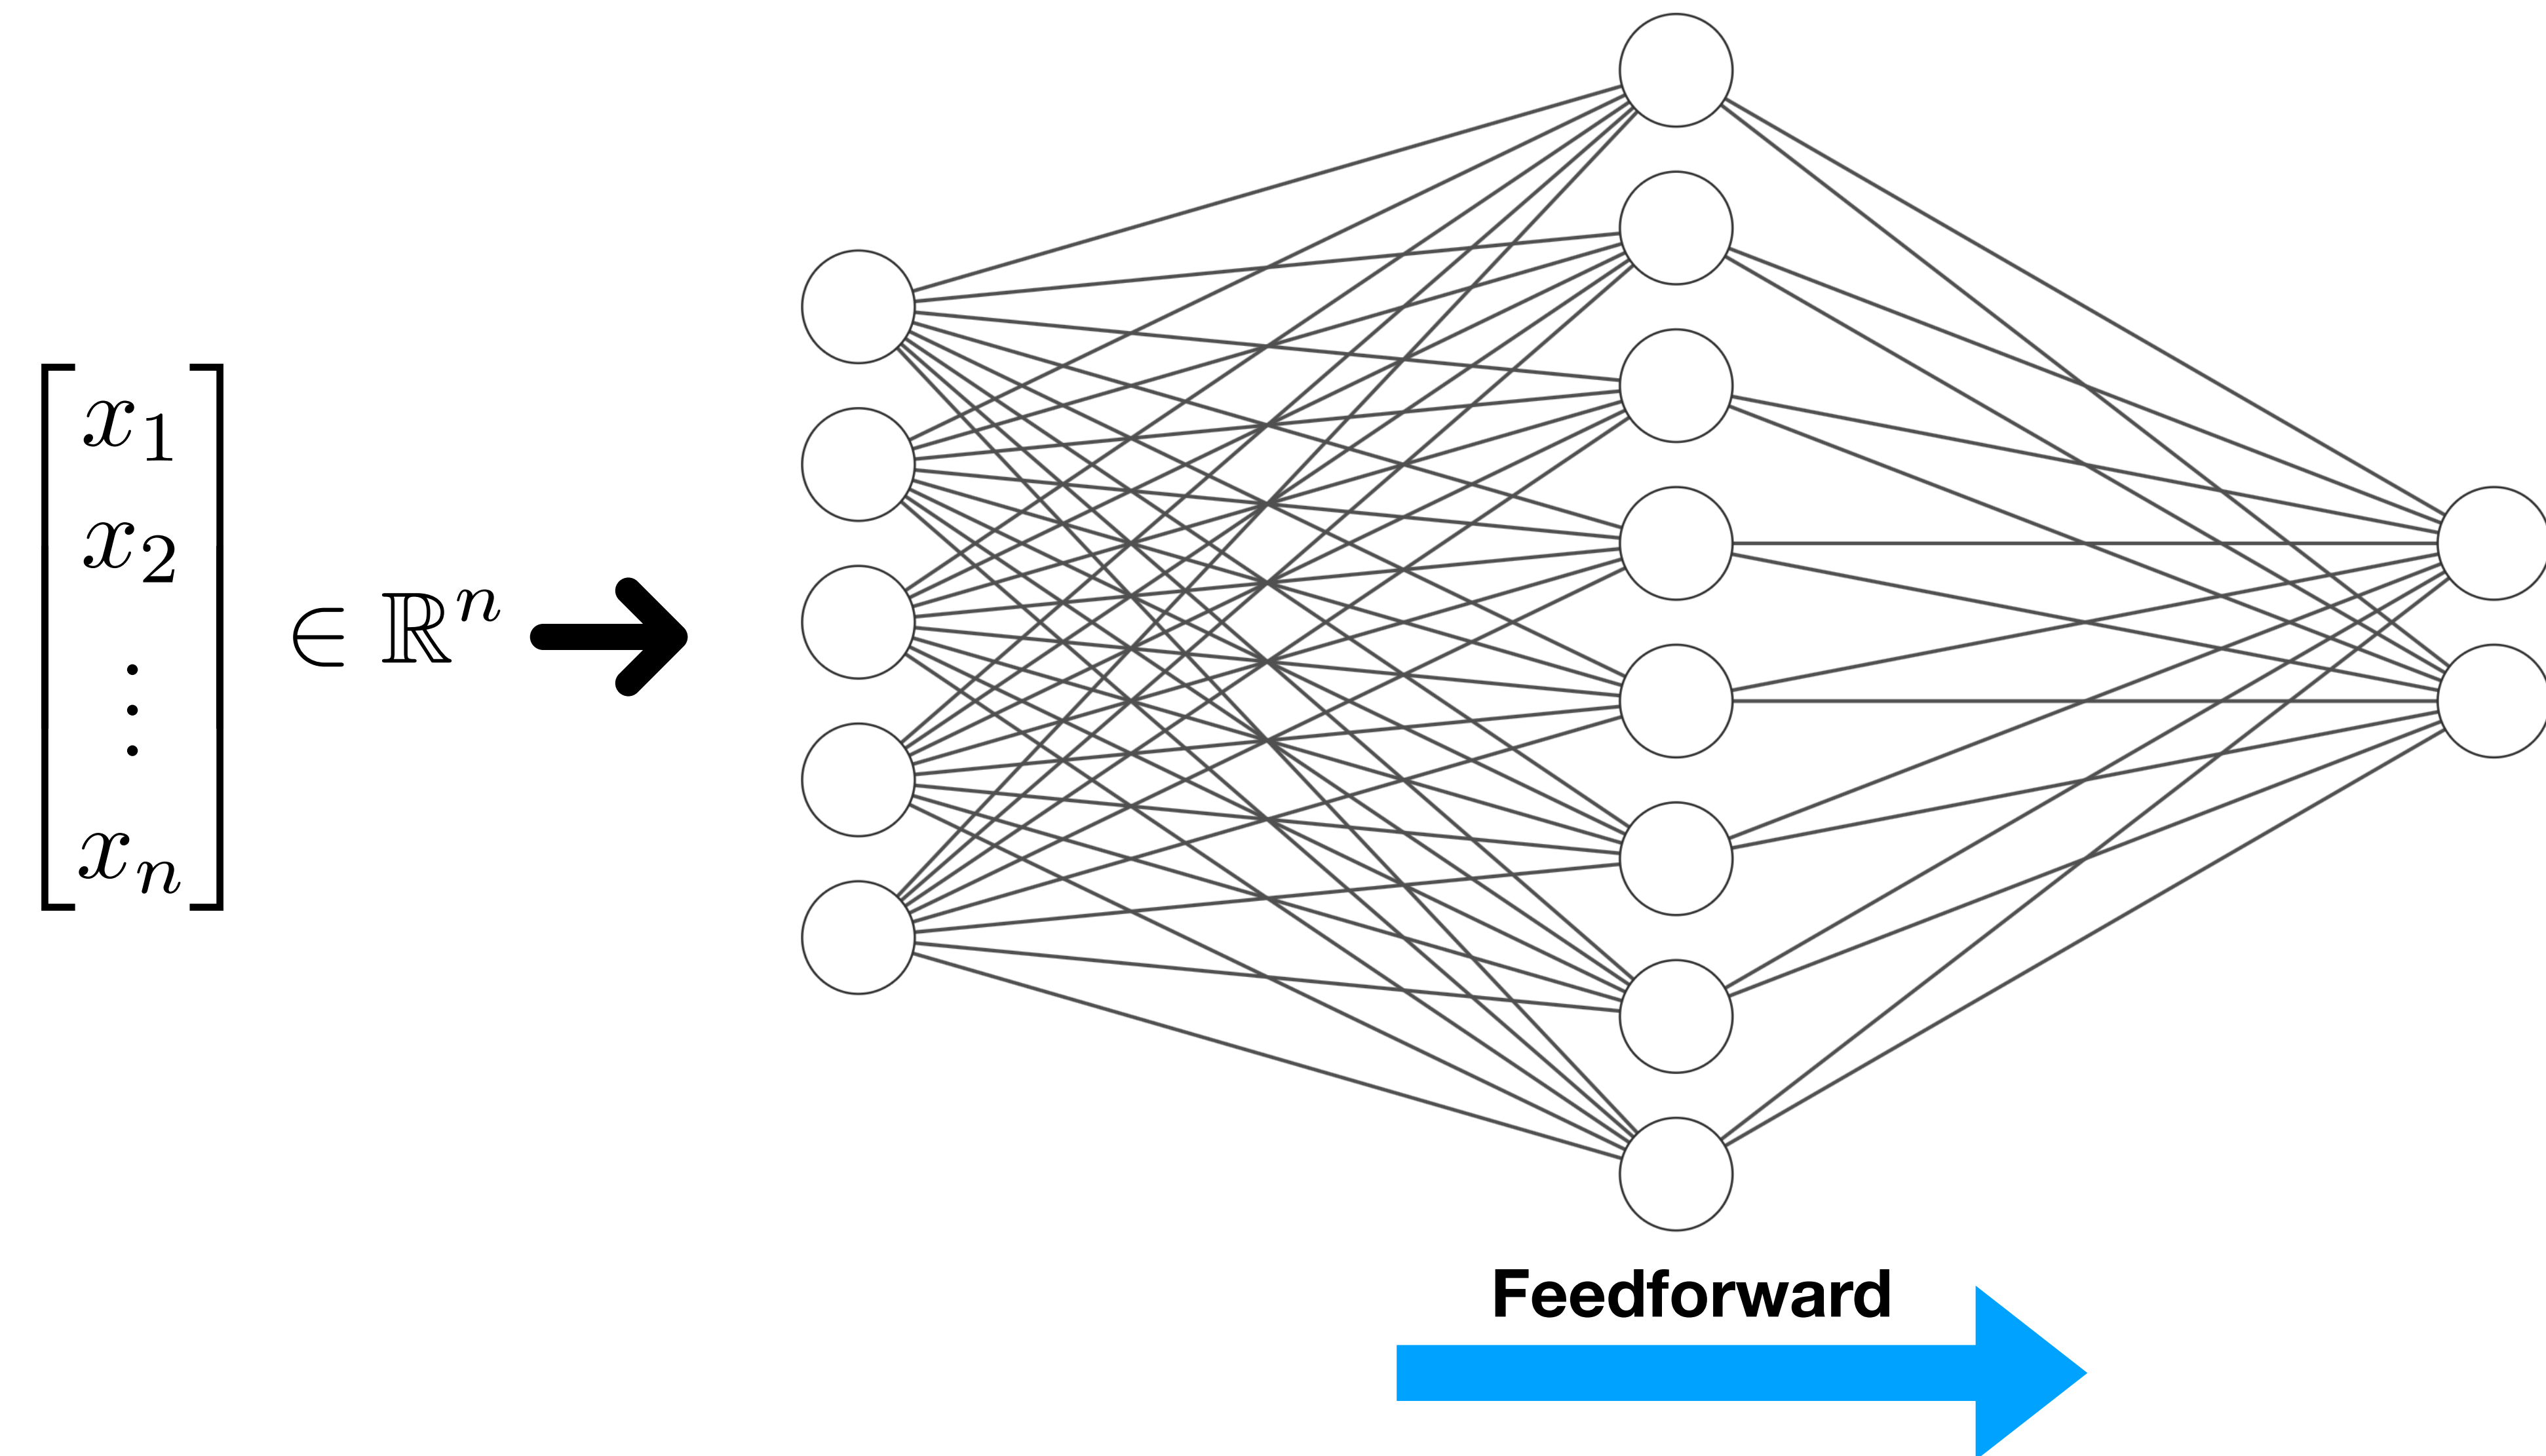 x₁
x₂
⋮
xₙ
∈ ℝⁿ
Feedforward